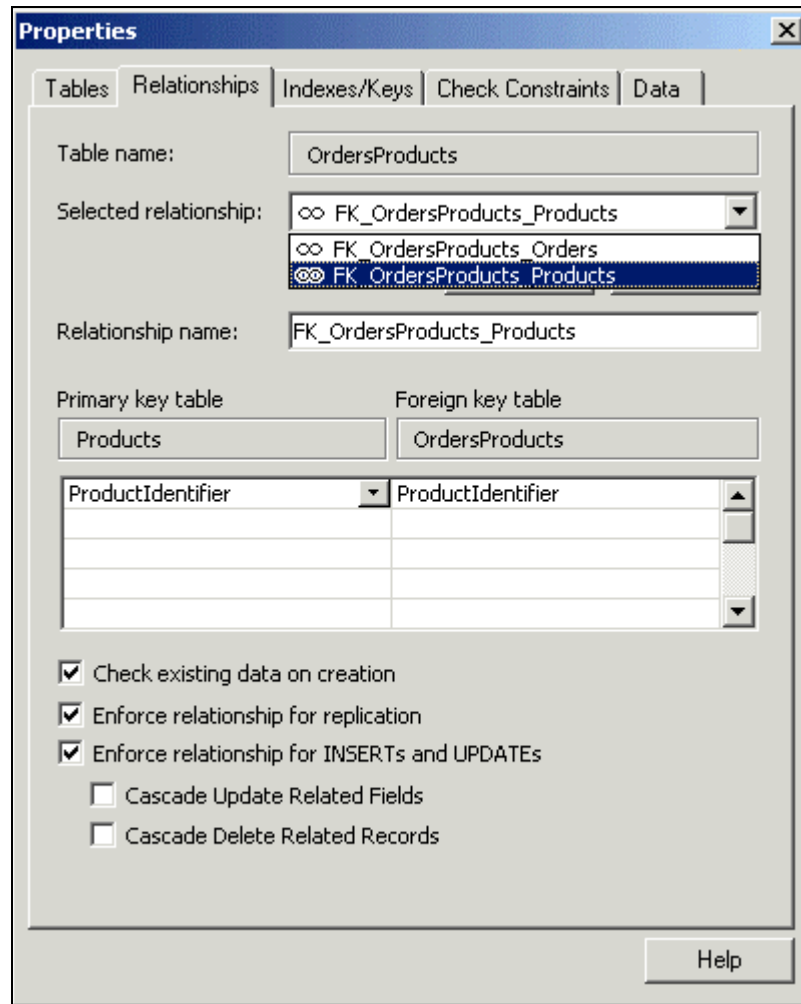 Properties
Tables Relationships Indexes/Keys Check Constraints Data
Table name: OrdersProducts
Selected relationship: FK_OrdersProducts_Products
FK_OrdersProducts_Orders
FK_OrdersProducts_Products
Relationship name: FK_OrdersProducts_Products
Primary key table Foreign key table
Products OrdersProducts
ProductIdentifier ProductIdentifier
Check existing data on creation
Enforce relationship for replication
Enforce relationship for INSERTs and UPDATEs
Cascade Update Related Fields
Cascade Delete Related Records
Help